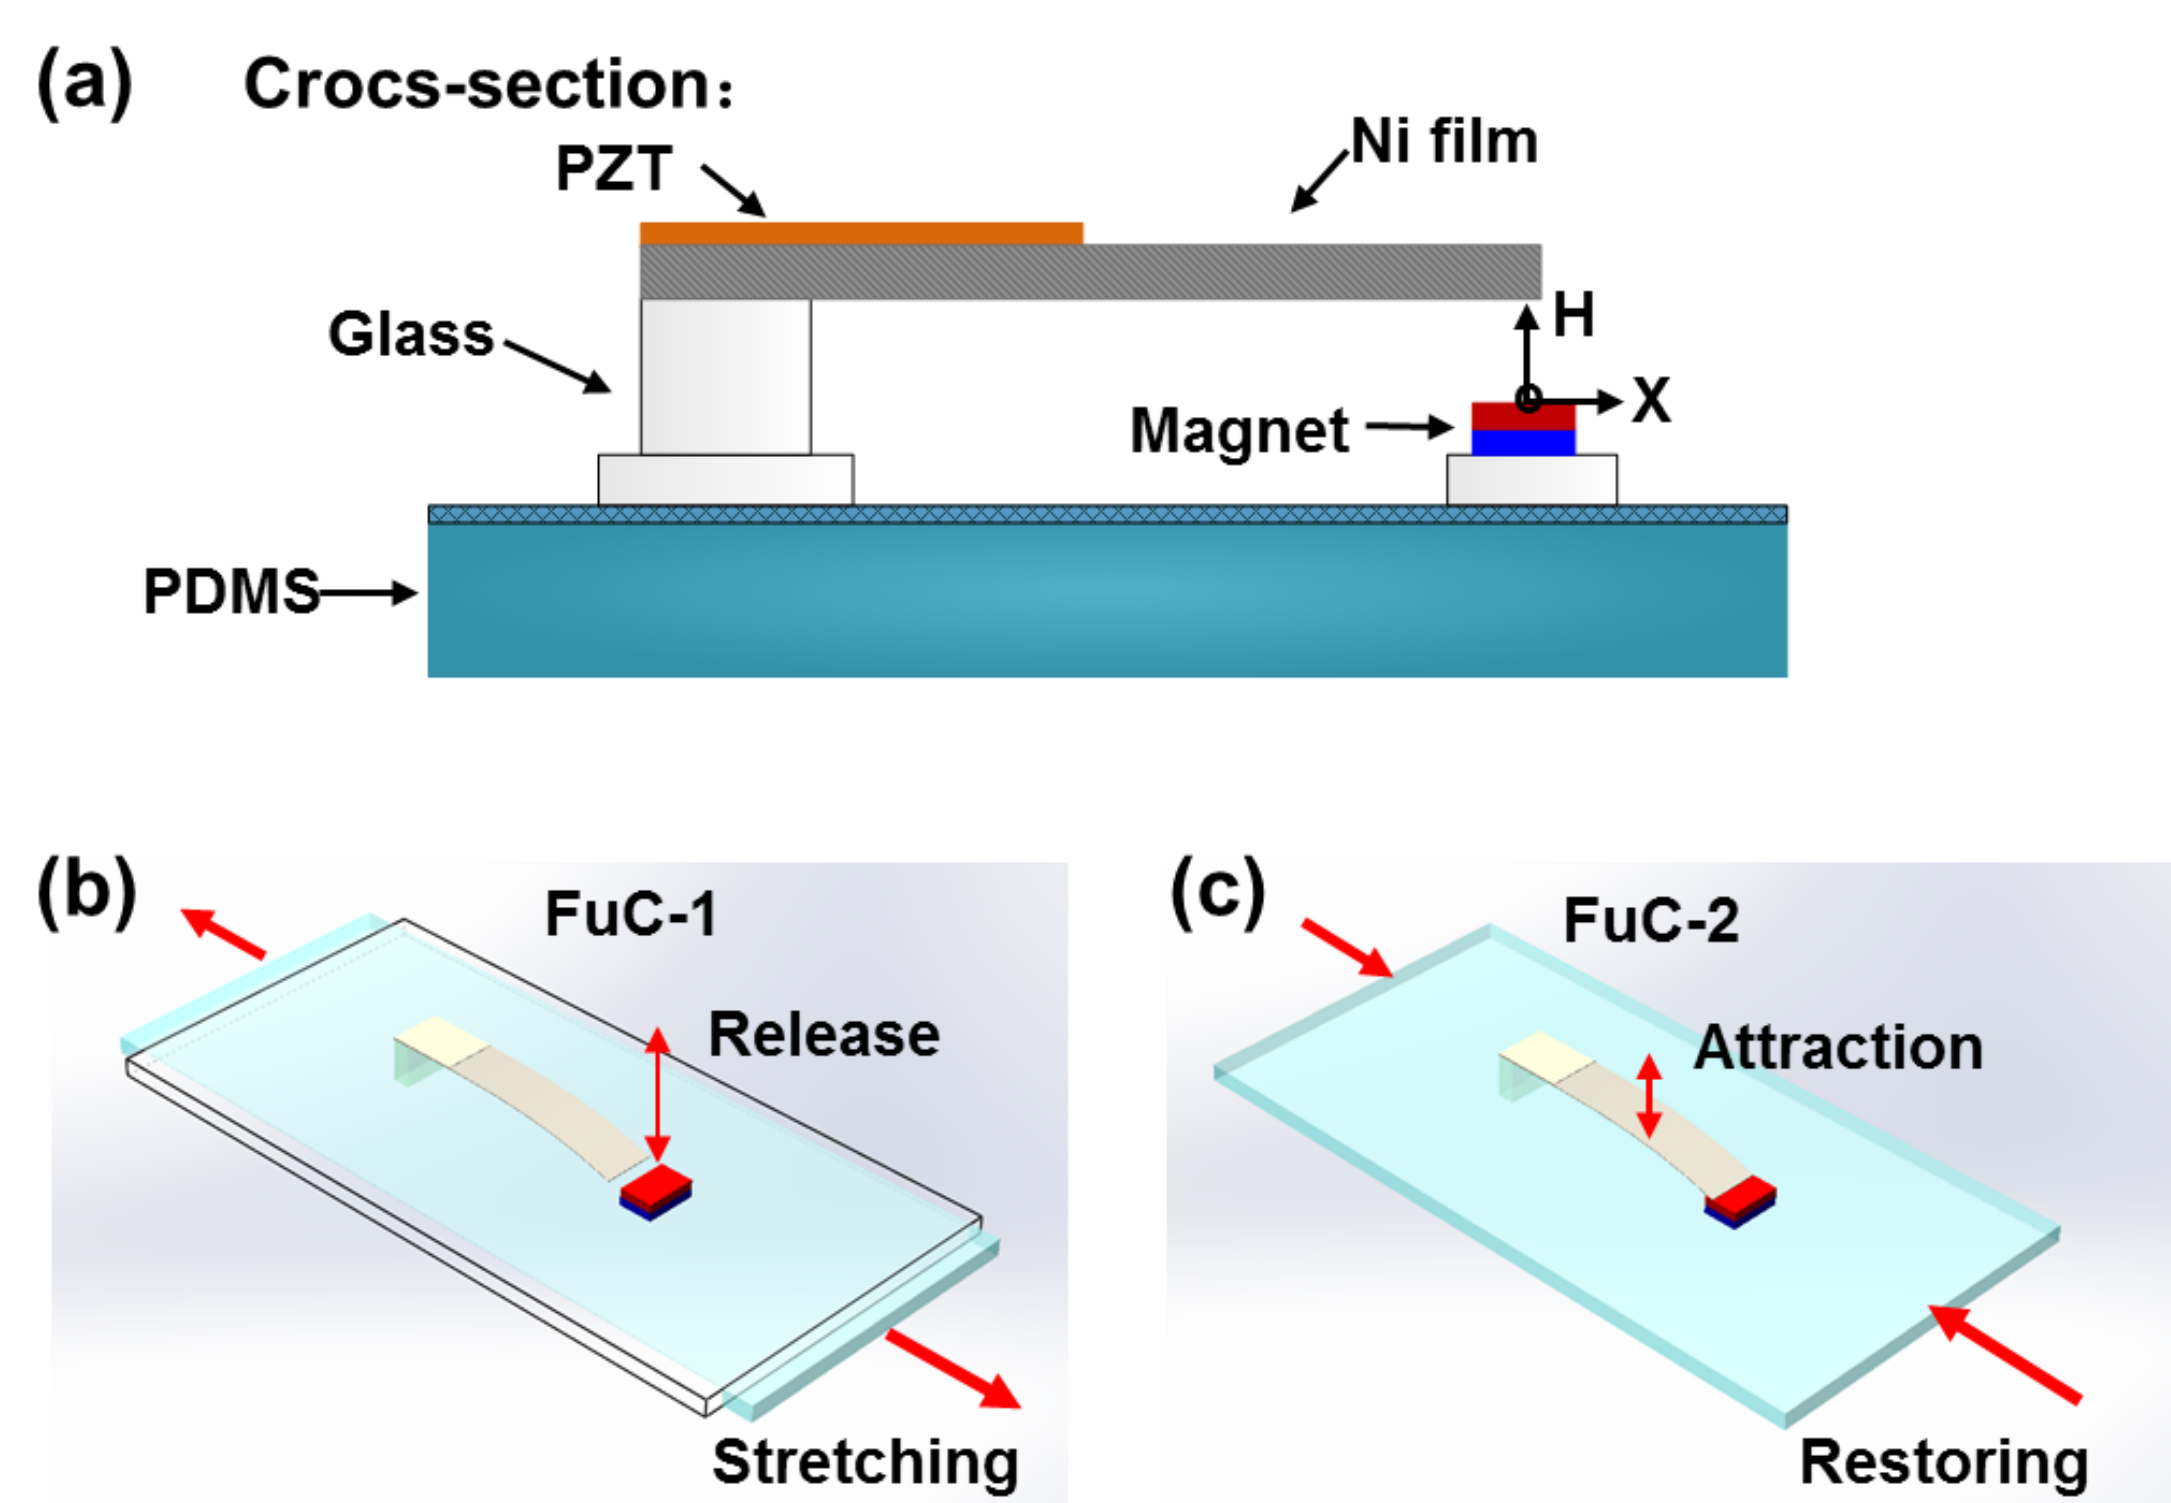 (a) Crocs-section：
PZT
Ni film
Glass
H
X
Magnet
PDMS
(b)
FuC-1
Release
Stretching
(c)
FuC-2
Attraction
Restoring